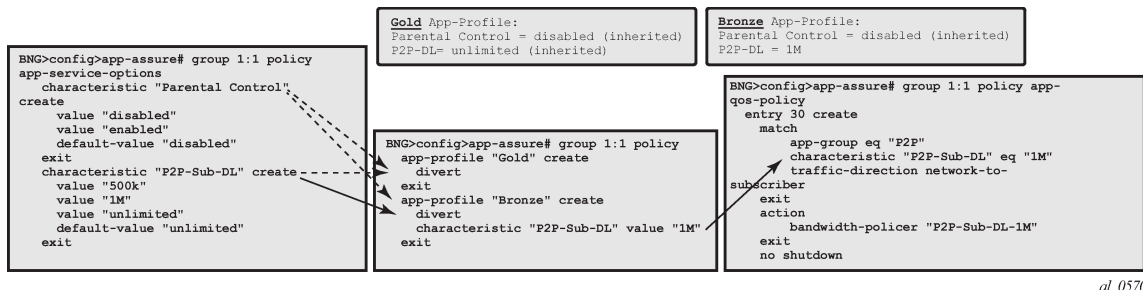 Gold App-Profile:
Parental Control = disabled (inherited)
P2P-DL= unlimited (inherited)
Bronze App-Profile:
Parental Control = disabled (inherited)
P2P-DL = 1M
BNG>config>app-assure# group 1:1 policy
app-service-options
characteristic "Parental Control"
create
value "disabled"
value "enabled"
default-value "disabled"
exit
characteristic "P2P-Sub-DL" create
value "500k"
value "1M"
value "unlimited"
default-value "unlimited"
exit
BNG>config>app-assure# group 1:1 policy
app-profile "Gold" create
divert
exit
app-profile "Bronze" create
divert
characteristic "P2P-Sub-DL" value "1M"
exit
BNG>config>app-assure# group 1:1 policy app-
qos-policy
entry 30 create
match
app-group eq "P2P"
characteristic "P2P-Sub-DL" eq "1M"
traffic-direction network-to-
subscriber
exit
action
bandwidth-policer "P2P-Sub-DL-1M"
exit
no shutdown